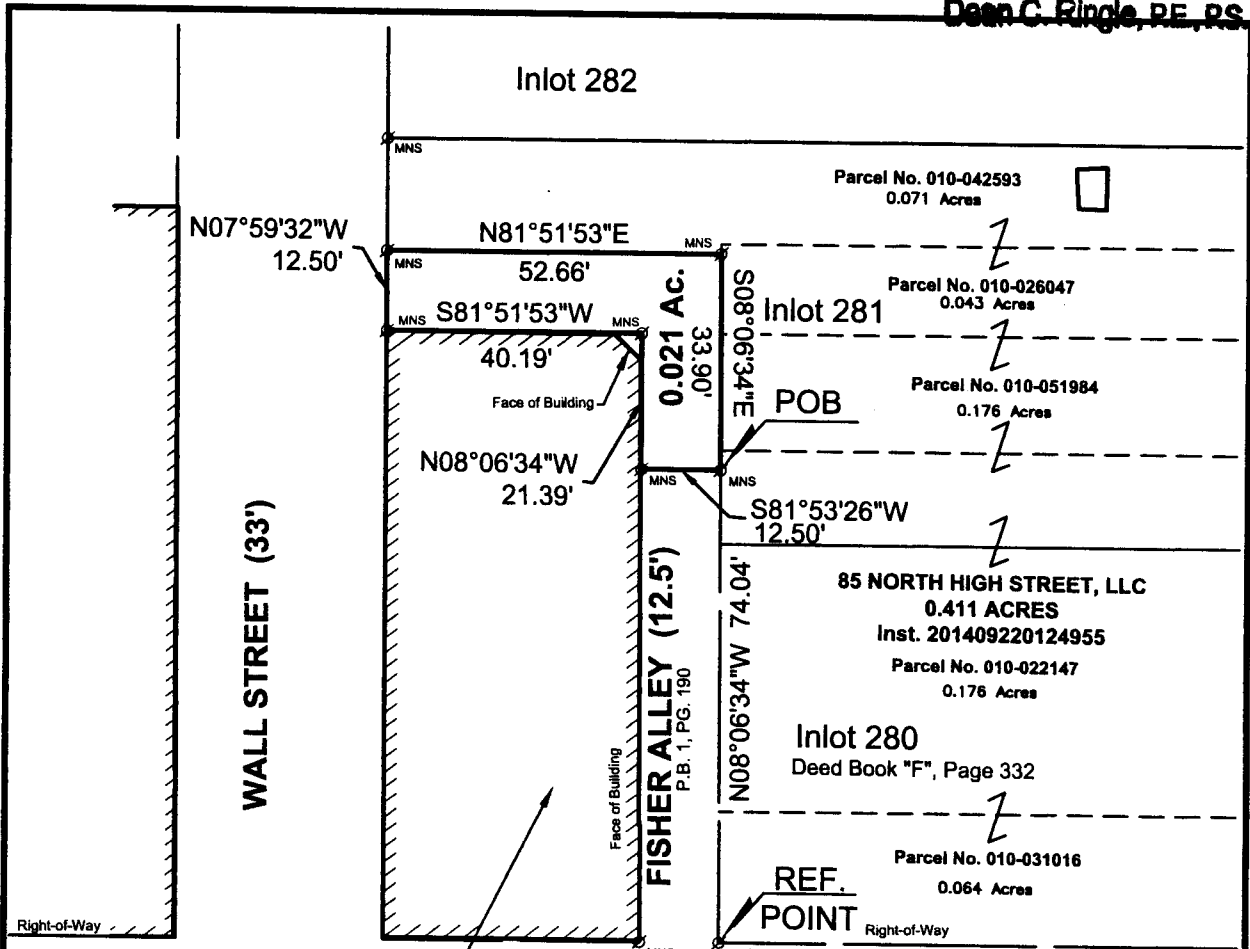 Dean C. Ringle, P.E., P.S.
Inlot 282
MNS
Parcel No. 010-042593
0.071 Acres
N07°59'32"W
12.50'
N81°51'53"E
MNS
MNS
52.66'
Parcel No. 010-026047
0.043 Acres
S81°51'53"W
MNS
MNS
40.19'
0.021 Ac.
33.90'
S08°06'34"E
Inlot 281
Face of Building
Parcel No. 010-051984
0.176 Acres
POB
N08°06'34"W
21.39'
MNS
MNS
S81°53'26"W
12.50'
WALL STREET (33')
FISHER ALLEY (12.5')
P.B. 1, PG. 190
N08°06'34"W 74.04'
85 NORTH HIGH STREET, LLC
0.411 ACRES
Inst. 201409220124955
Parcel No. 010-022147
0.176 Acres
Inlot 280
Deed Book "F", Page 332
Face of Building
Parcel No. 010-031016
0.064 Acres
REF.
POINT
Right-of-Way
Right-of-Way